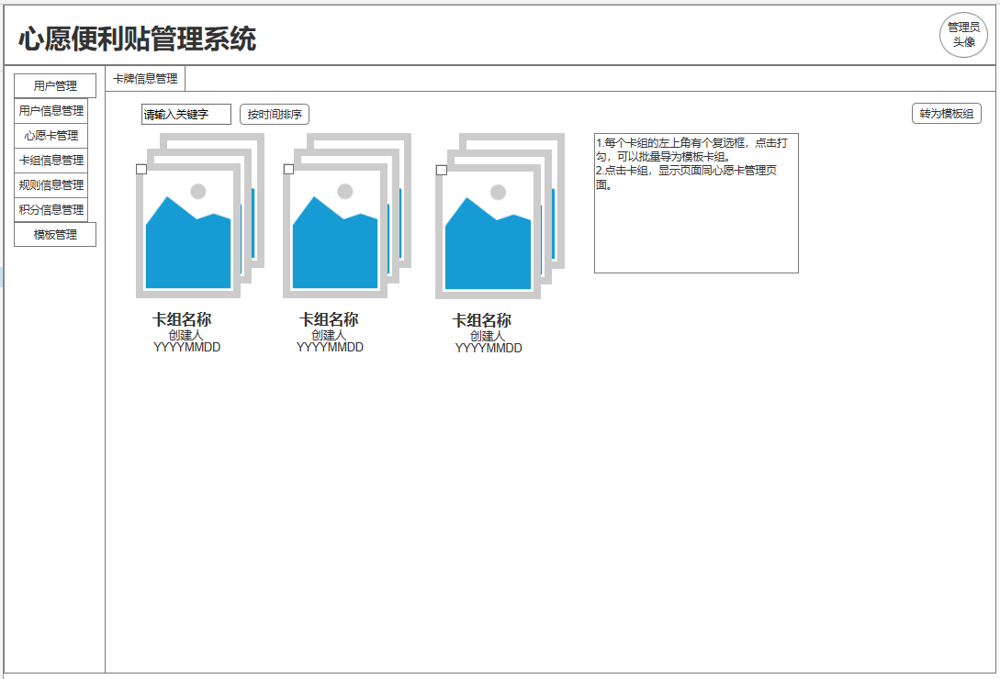 心愿便利贴管理系统
管理员
头像
用户管理
用户信息管理
心愿卡管理
卡组信息管理
规则信息管理
积分信息管理
模板管理
卡牌信息管理
请输入关键字
按时间排序
转为模板组
1.每个卡组的左上角有个复选框，点击打
勾，可以批量导为模板卡组。
2.点击卡组，显示页面同心愿卡管理页
面。
卡组名称
创建人
YYYYMMDD
卡组名称
创建人
YYYYMMDD
卡组名称
创建人
YYYYMMDD